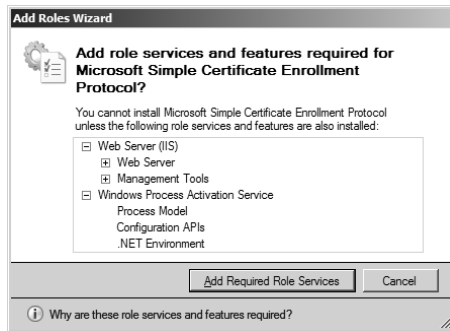 Add Roles Wizard
Add role services and features required for
Microsoft Simple Certificate Enrollment
Protocol?
You cannot install Microsoft Simple Certificate Enrollment Protocol
unless the following role services and features are also installed:
Web Server (IIS)
Web Server
Management Tools
Windows Process Activation Service
Process Model
Configuration APIs
.NET Environment
Add Required Role Services Cancel
Why are these role services and features required?